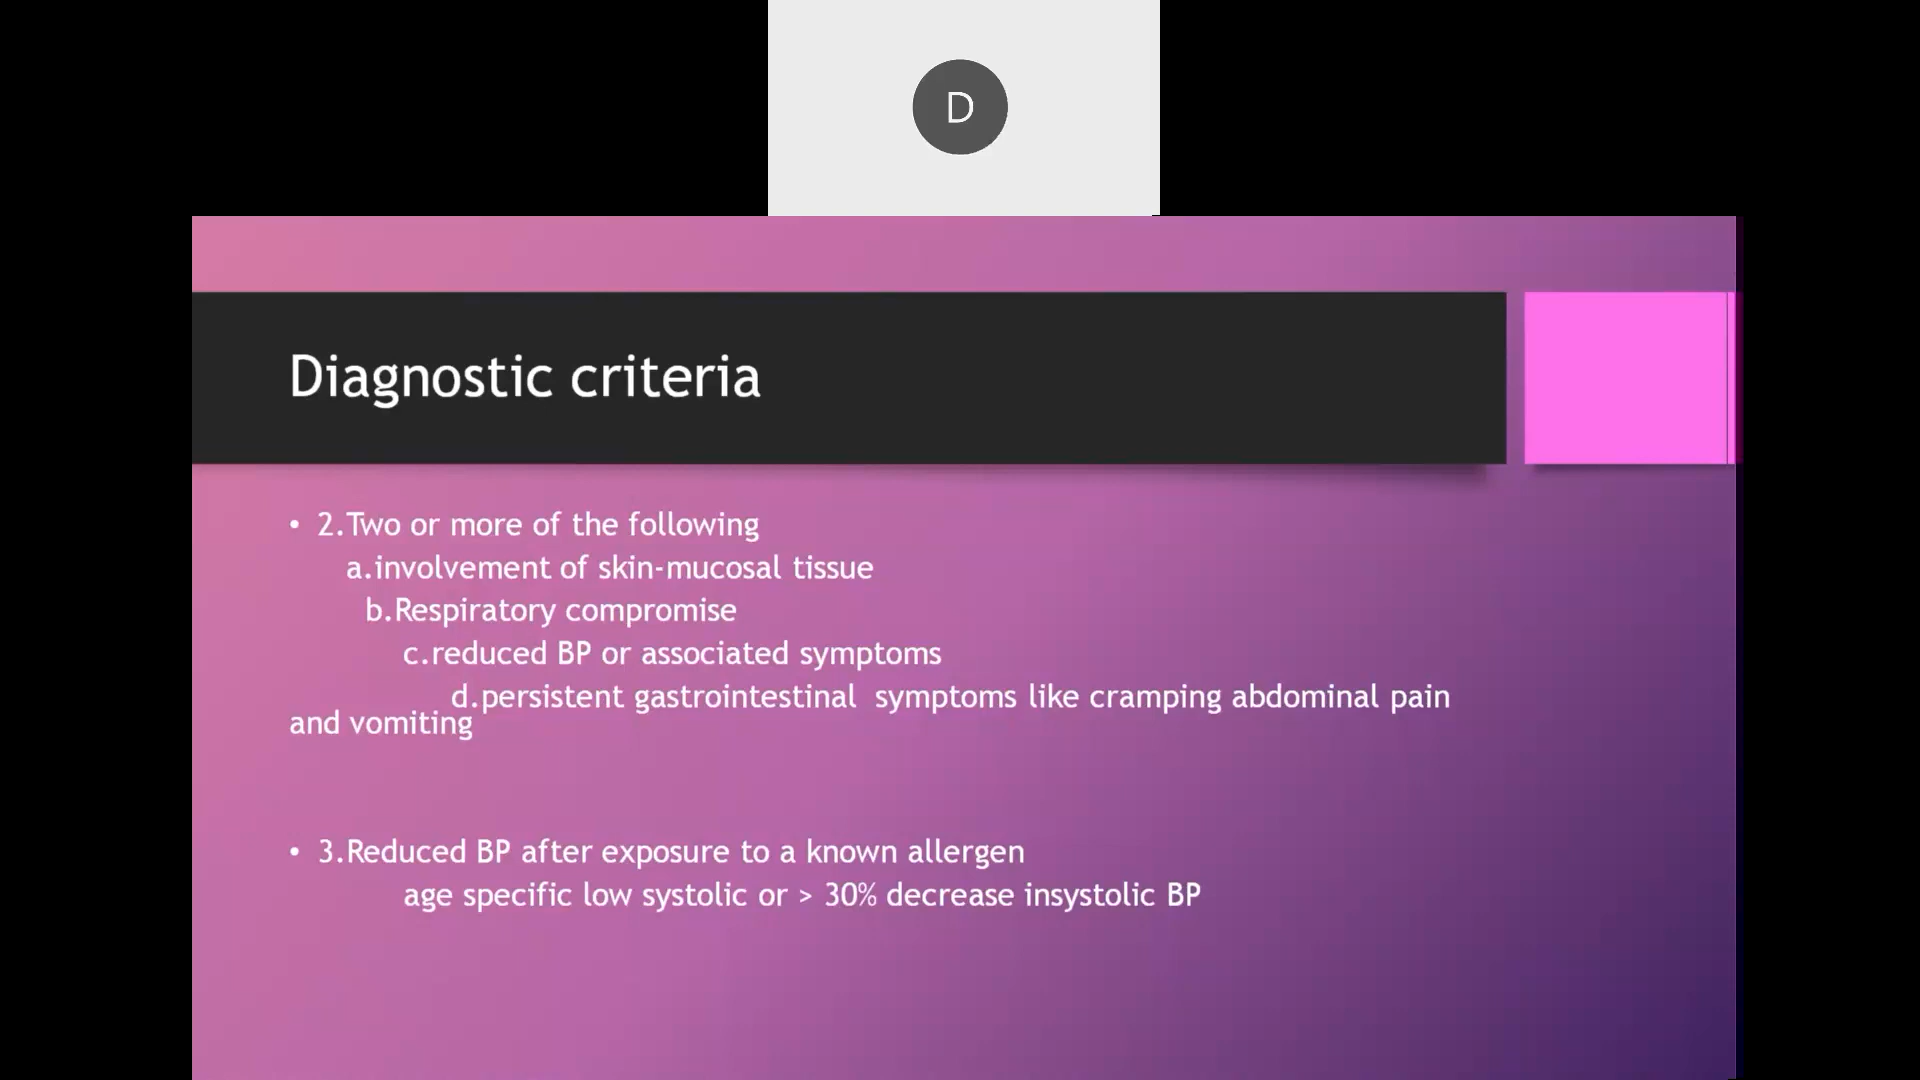 D
Diagnostic criteria
• 2.Two or more of the following
a.involvement of skin-mucosal tissue
b.Respiratory compromise
c.reduced BP or associated symptoms
d.persistent gastrointestinal symptoms like cramping abdominal pain
and vomiting
• 3.Reduced BP after exposure to a known allergen
age specific low systolic or > 30% decrease insystolic BP